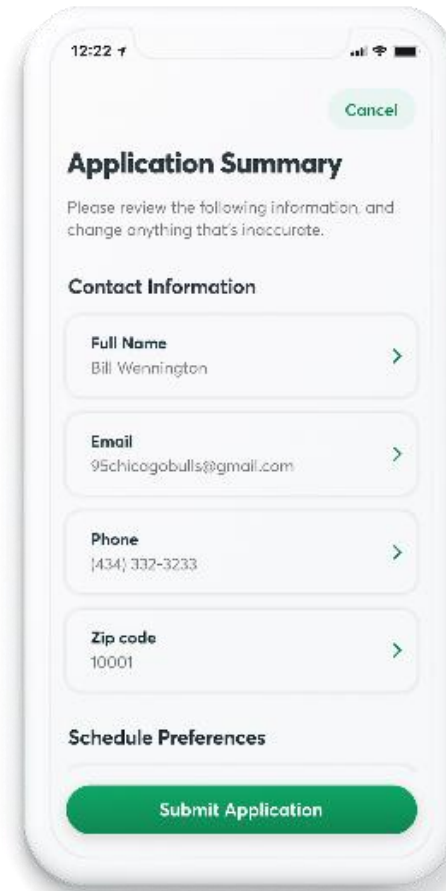 12:22
Cancel
Application Summary
Please review the following information, and
change anything that's inaccurate.
Contact Information
Full Name
Bill Wennington
Email
95chicagobulls@gmail.com
Phone
(434) 332-3233
Zip code
10001
Schedule Preferences
Submit Application